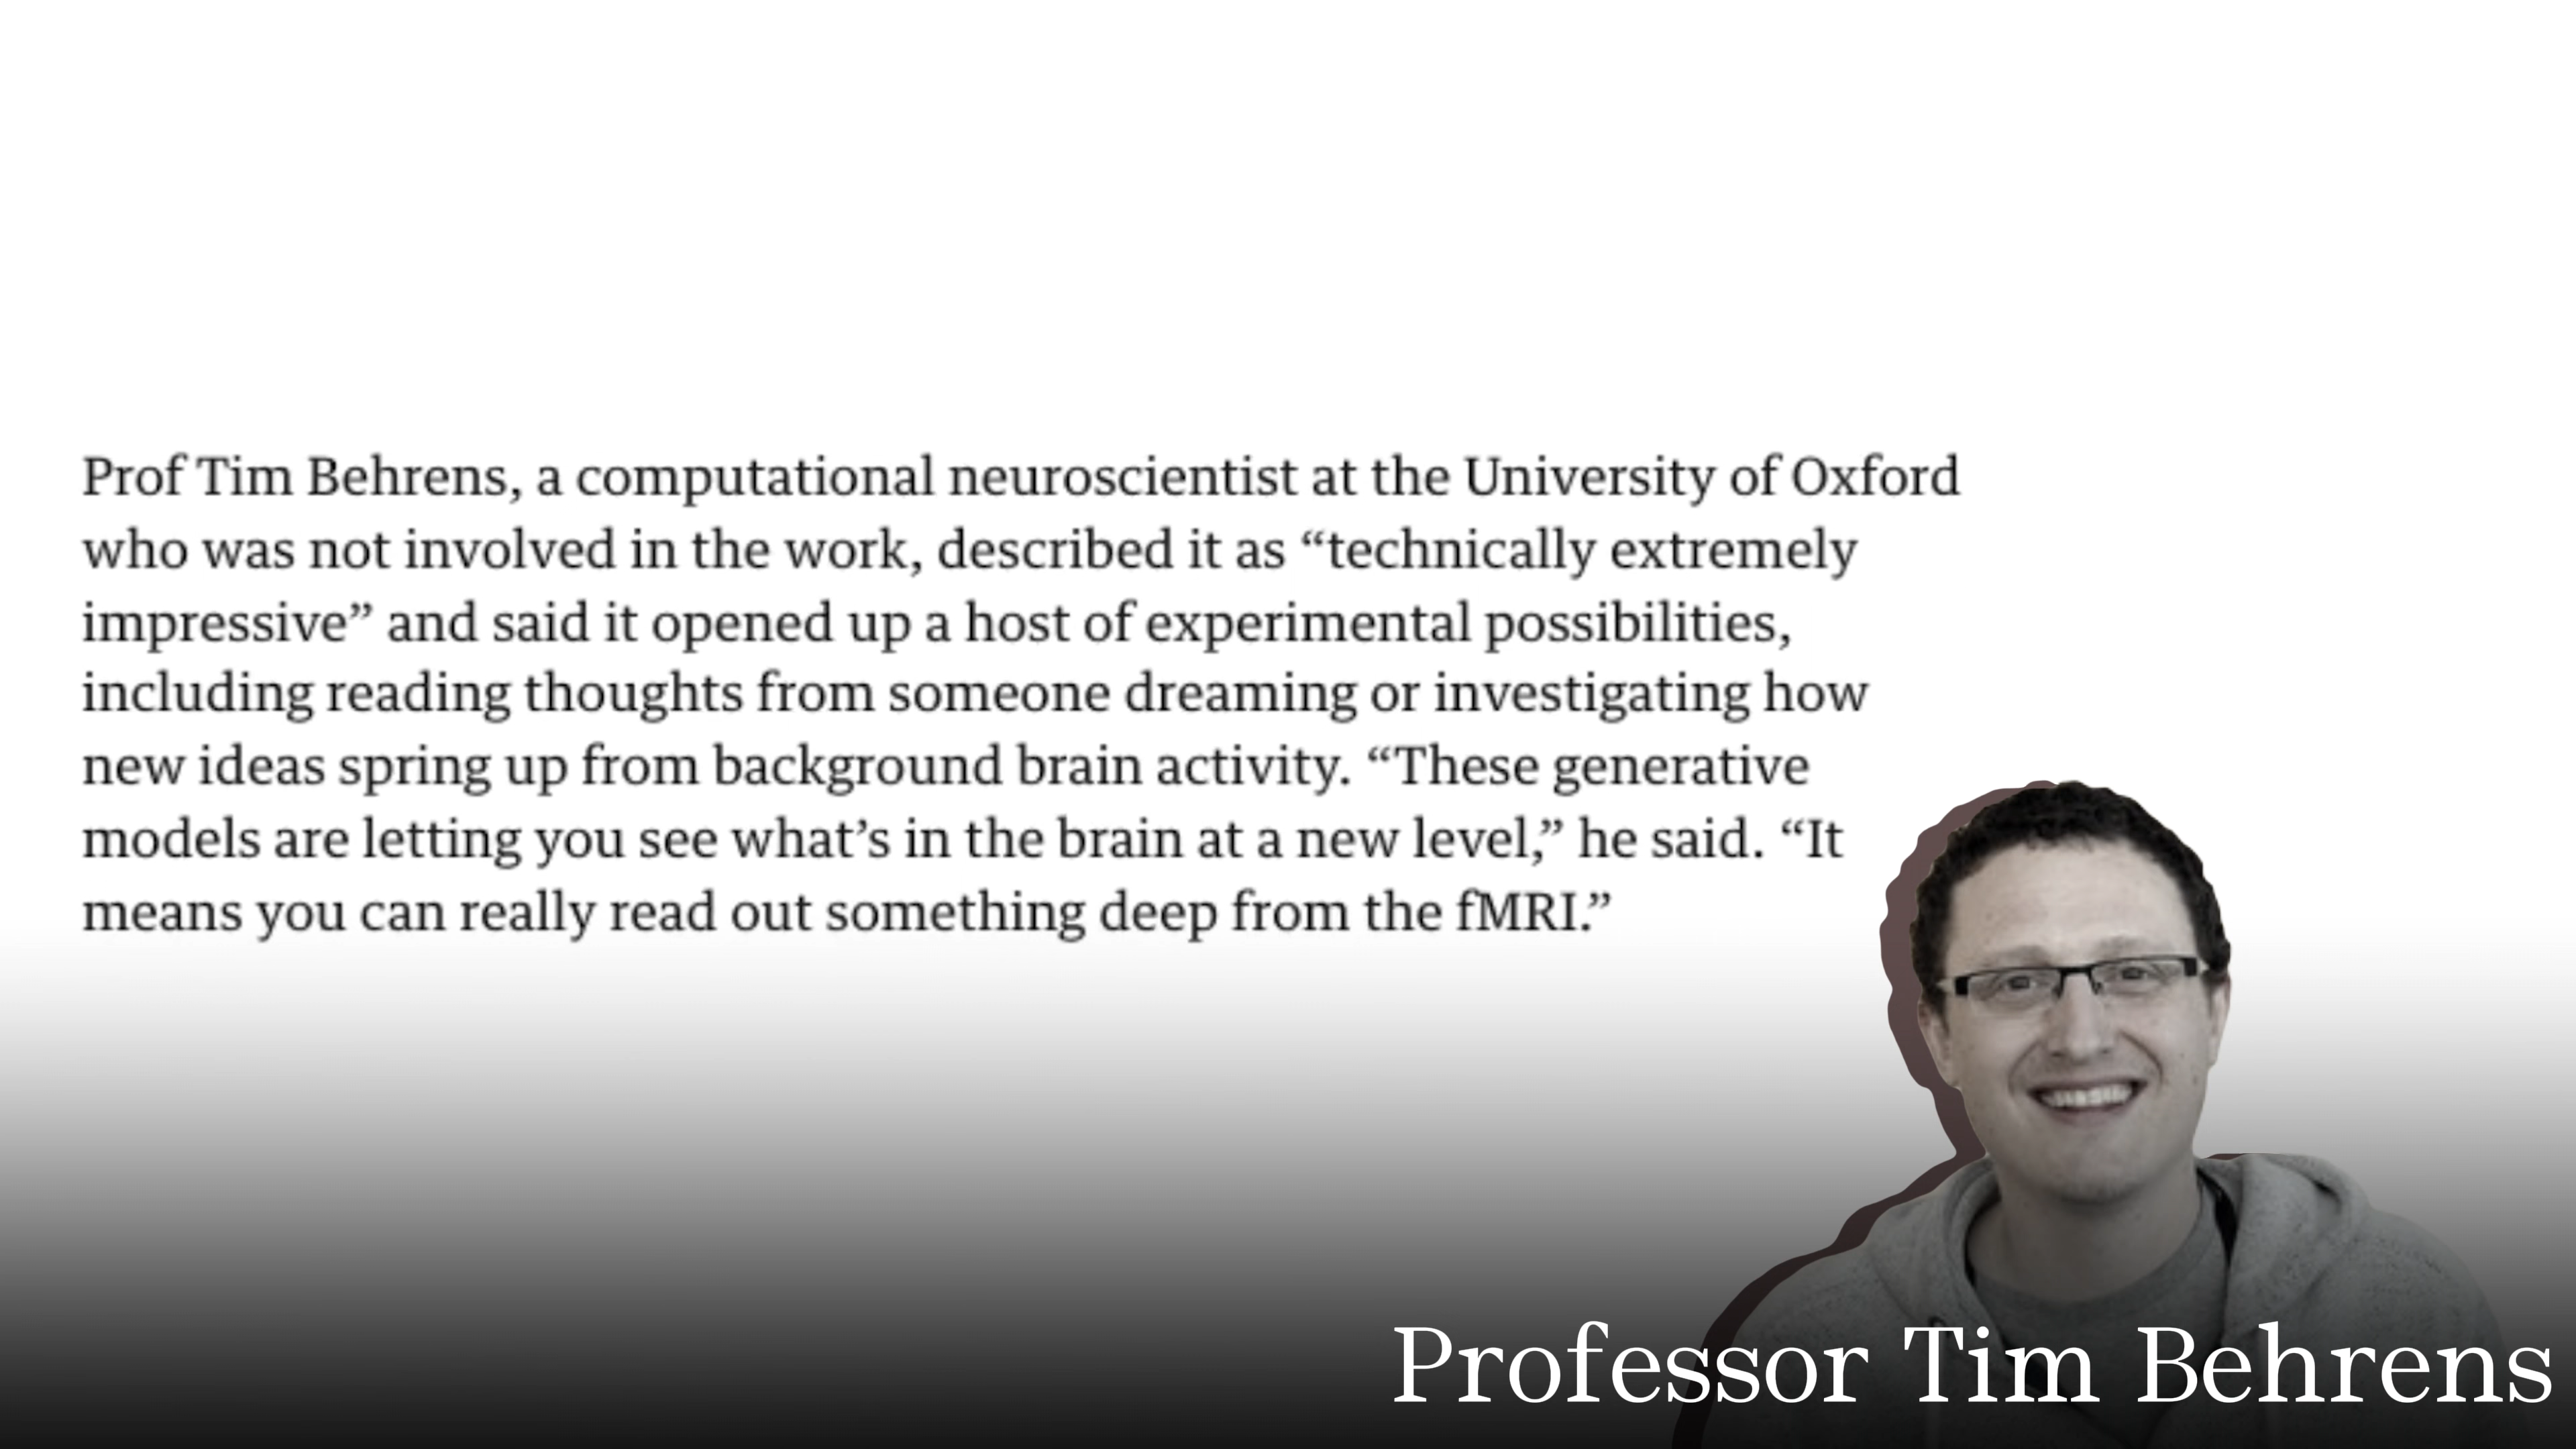 Prof Tim Behrens, a computational neuroscientist at the University of Oxford
who was not involved in the work, described it as “technically extremely
impressive” and said it opened up a host of experimental possibilities,
including reading thoughts from someone dreaming or investigating how
new ideas spring up from background brain activity. “These generative
models are letting you see what’s in the brain at a new level,” he said. “It
means you can really read out something deep from the fMRI.”
Professor Tim Behrens